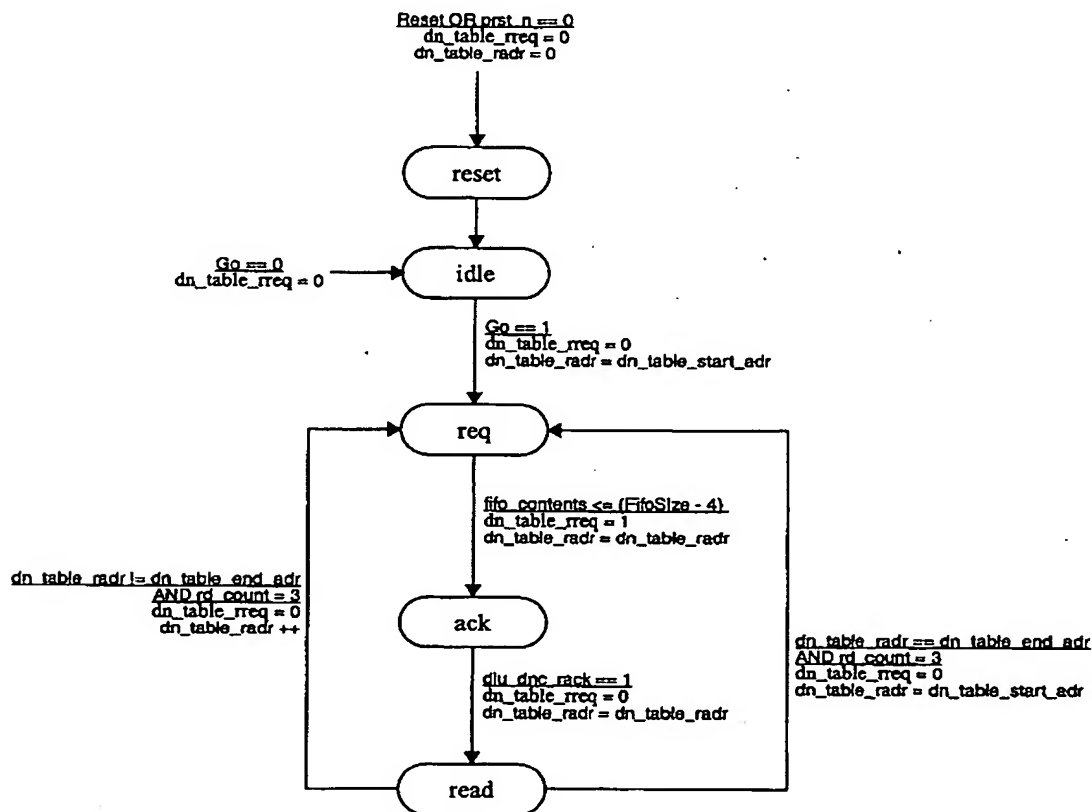 Reset OR prst_n == 0
dn_table_rreq = 0
dn_table_radr = 0
reset
Go == 0
dn_table_rreq = 0
idle
Go == 1
dn_table_rreq = 0
dn_table_radr = dn_table_start_adr
req
fifo_contents <= (FifoSize - 4)
dn_table_rreq = 1
dn_table_radr = dn_table_radr
dn_table_radr != dn_table_end_adr
AND rd_count = 3
dn_table_rreq = 0
dn_table_radr ++
ack
dn_table_radr == dn_table_end_adr
AND rd_count = 3
dn_table_rreq = 0
dn_table_radr = dn_table_start_adr
diu_dnc_rack == 1
dn_table_rreq = 0
dn_table_radr = dn_table_radr
read